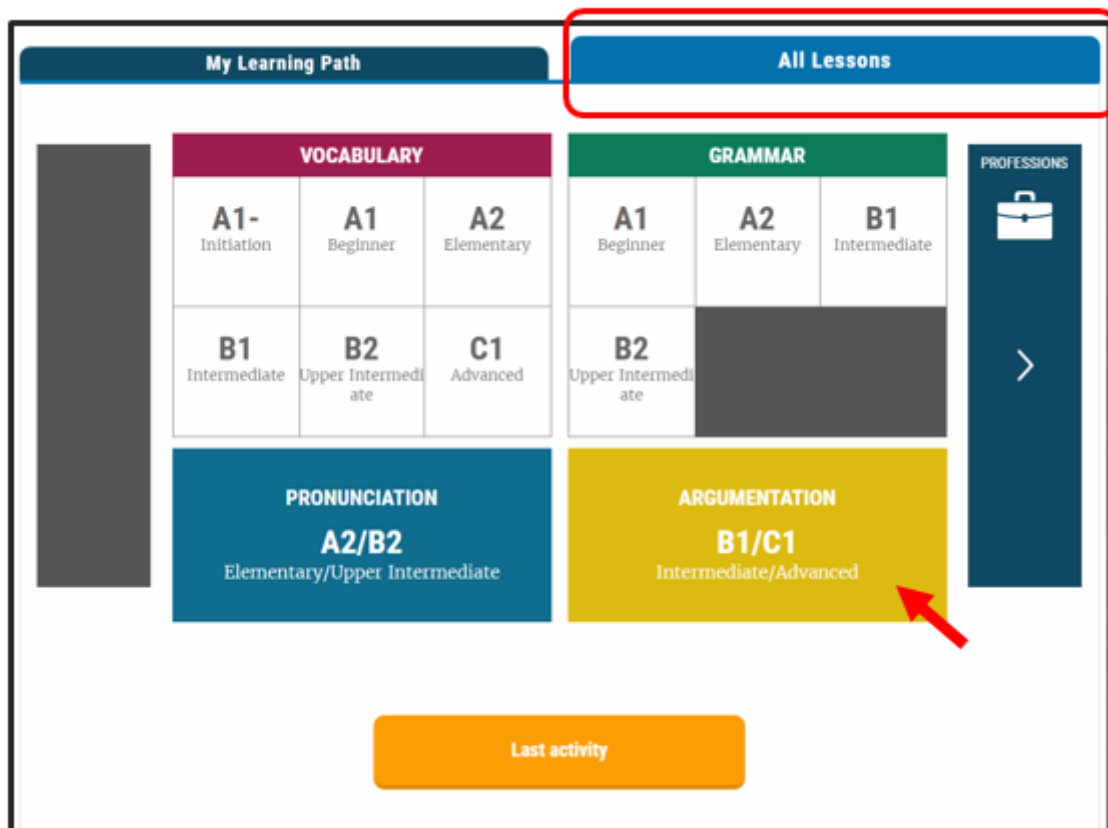 My Learning Path
All Lessons
VOCABULARY
A1-
Initiation
A1
Beginner
A2
Elementary
B1
Intermediate
B2
Upper Intermedi
ate
C1
Advanced
GRAMMAR
A1
Beginner
A2
Elementary
B1
Intermediate
B2
Upper Intermedi
ate
PROFESSIONS
PRONUNCIATION
A2/B2
Elementary/Upper Intermediate
ARGUMENTATION
B1/C1
Intermediate/Advanced
Last activity